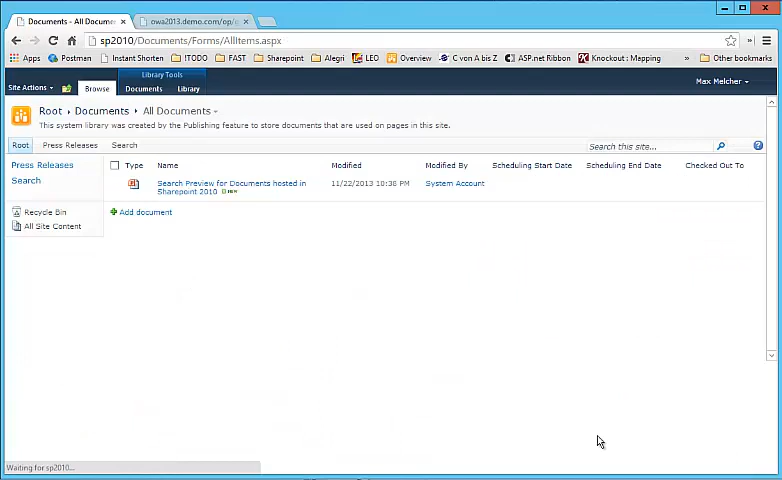 Documents - All Docume
owa2013.demo.com/op/e
sp2010/Documents/Forms/AllItems.aspx
Apps Postman Instant Shorten !TODO FAST Sharepoint Alegri LEO Overview C von A bis Z ASP.net Ribbon Knockout : Mapping » Other bookmarks
Library Tools
Site Actions Browse Documents Library Max Melcher
Root Documents All Documents
This system library was created by the Publishing feature to store documents that are used on pages in this site.
Root Press Releases Search Search this site...
Press Releases
Search
Recycle Bin
All Site Content
Type Name Modified Modified By Scheduling Start Date Scheduling End Date Checked Out To
Search Preview for Documents hosted in 11/22/2013 10:38 PM System Account
Sharepoint 2010 NEW
Add document
Waiting for sp2010...